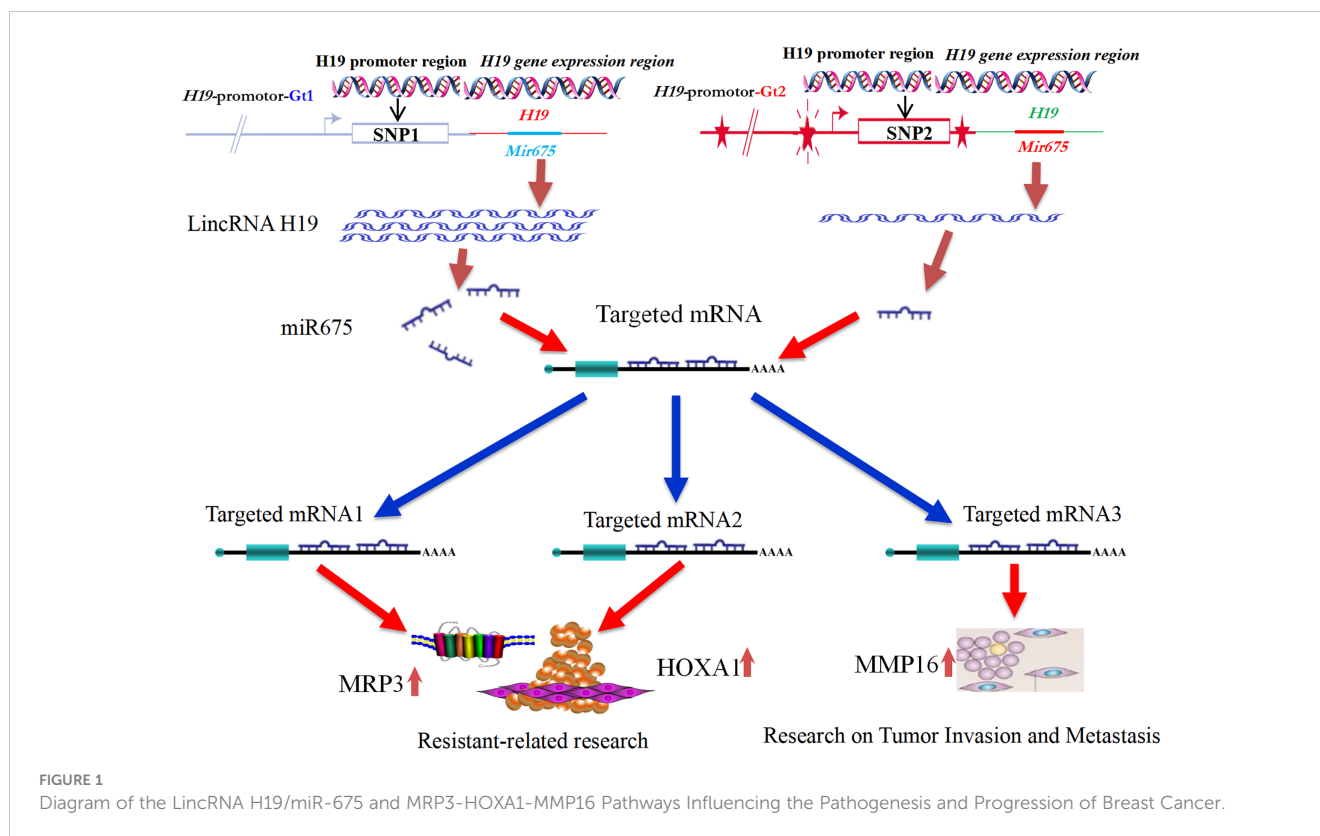 H19 promoter region
H19 gene expression region
H19-promotor-Gt1
SNP1
H19
Mir675
H19 promoter region
H19 gene expression region
H19-promotor-Gt2
SNP2
H19
Mir675
LincRNA H19
miR675
Targeted mRNA
AAAA
Targeted mRNA1
AAAA
Targeted mRNA2
AAAA
Targeted mRNA3
AAAA
MRP3
HOXA1
MMP16
Resistant-related research
Research on Tumor Invasion and Metastasis
FIGURE 1
Diagram of the LincRNA H19/miR-675 and MRP3-HOXA1-MMP16 Pathways Influencing the Pathogenesis and Progression of Breast Cancer.